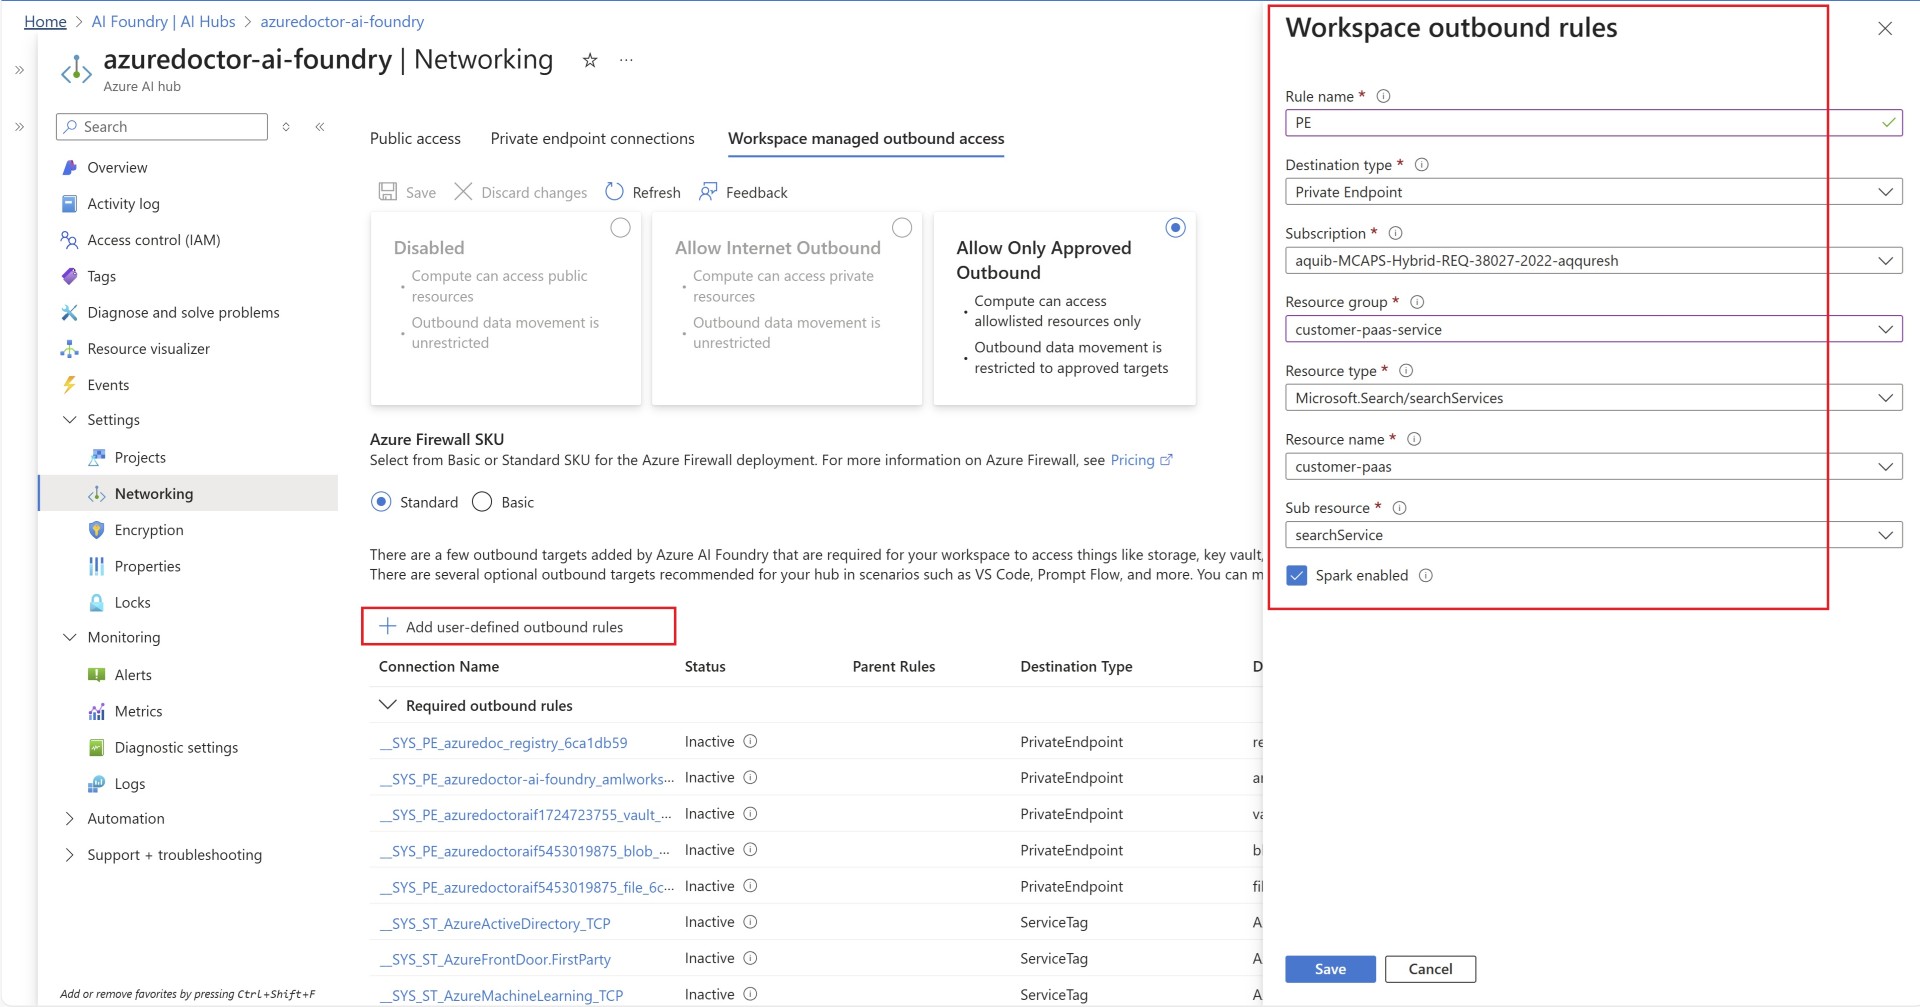 Home > AI Foundry | AI Hubs > azuredoctor-ai-foundry
azuredoctor-ai-foundry | Networking
Azure AI hub
Search
Overview
Activity log
Access control (IAM)
Tags
Diagnose and solve problems
Resource visualizer
Events
Settings
Projects
Networking
Encryption
Properties
Locks
Monitoring
Alerts
Metrics
Diagnostic settings
Logs
Automation
Support + troubleshooting
Add or remove favorites by pressing Ctrl+Shift+F
Public access Private endpoint connections Workspace managed outbound access
Save Discard changes Refresh Feedback
Disabled
• Compute can access public
resources
• Outbound data movement is
unrestricted
Allow Internet Outbound
• Compute can access private
resources
• Outbound data movement is
unrestricted
Allow Only Approved
Outbound
• Compute can access
allowlisted resources only
• Outbound data movement is
restricted to approved targets
Azure Firewall SKU
Select from Basic or Standard SKU for the Azure Firewall deployment. For more information on Azure Firewall, see Pricing
Standard Basic
There are a few outbound targets added by Azure AI Foundry that are required for your workspace to access things like storage, key vault,
There are several optional outbound targets recommended for your hub in scenarios such as VS Code, Prompt Flow, and more. You can m
Add user-defined outbound rules
Connection Name Status Parent Rules Destination Type D
Required outbound rules
__SYS_PE_azuredoc_registry_6ca1db59 Inactive PrivateEndpoint re
__SYS_PE_azuredoctor-ai-foundry_amlworks... Inactive PrivateEndpoint ar
__SYS_PE_azuredoctoraif1724723755_vault_... Inactive PrivateEndpoint va
__SYS_PE_azuredoctoraif5453019875_blob_... Inactive PrivateEndpoint bl
__SYS_PE_azuredoctoraif5453019875_file_6c... Inactive PrivateEndpoint fil
__SYS_ST_AzureActiveDirectory_TCP Inactive ServiceTag A
__SYS_ST_AzureFrontDoor.FirstParty Inactive ServiceTag A
__SYS_ST_AzureMachineLearning_TCP Inactive ServiceTag A
Workspace outbound rules
Rule name *
PE
Destination type *
Private Endpoint
Subscription *
aquib-MCAPS-Hybrid-REQ-38027-2022-aqquresh
Resource group *
customer-paas-service
Resource type *
Microsoft.Search/searchServices
Resource name *
customer-paas
Sub resource *
searchService
Spark enabled
Save Cancel